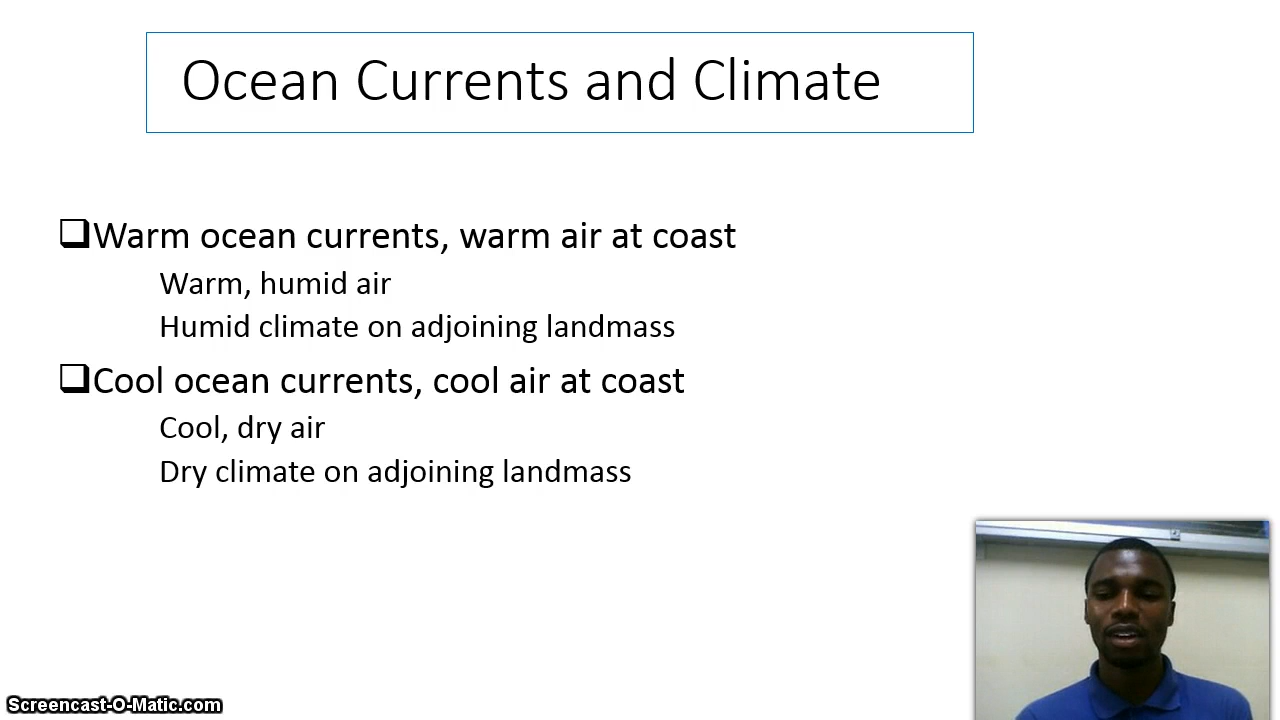 Ocean Currents and Climate
❑Warm ocean currents, warm air at coast
Warm, humid air
Humid climate on adjoining landmass
❑Cool ocean currents, cool air at coast
Cool, dry air
Dry climate on adjoining landmass
Screencast-O-Matic.com